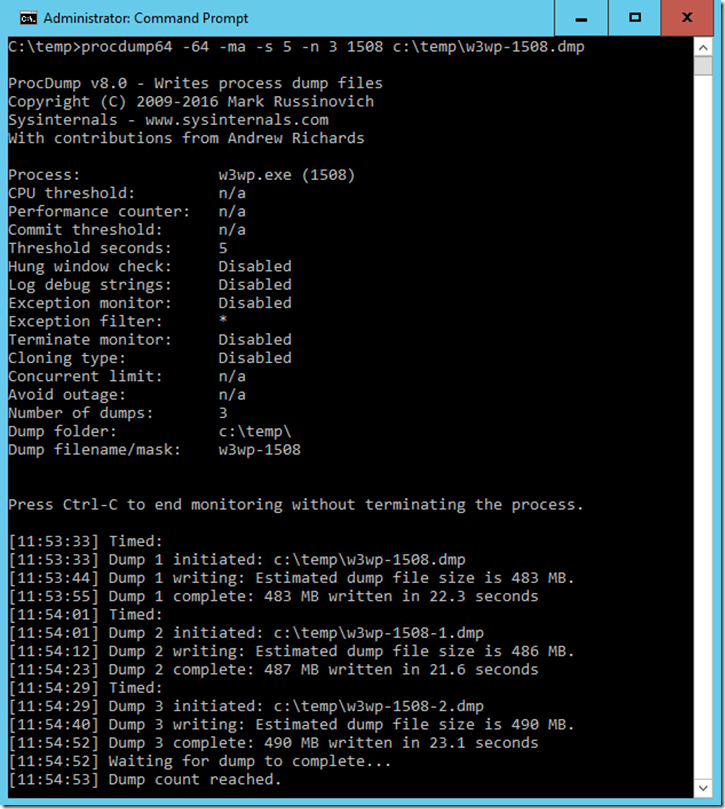 Administrator: Command Prompt
C:\temp>procdump64 -64 -ma -s 5 -n 3 1508 c:\temp\w3wp-1508.dmp
ProcDump v8.0 - Writes process dump files
Copyright (C) 2009-2016 Mark Russinovich
Sysinternals - www.sysinternals.com
With contributions from Andrew Richards
Process: w3wp.exe (1508)
CPU threshold: n/a
Performance counter: n/a
Commit threshold: n/a
Threshold seconds: 5
Hung window check: Disabled
Log debug strings: Disabled
Exception monitor: Disabled
Exception filter: *
Terminate monitor: Disabled
Cloning type: Disabled
Concurrent limit: n/a
Avoid outage: n/a
Number of dumps: 3
Dump folder: c:\temp\
Dump filename/mask: w3wp-1508
Press Ctrl-C to end monitoring without terminating the process.
[11:53:33] Timed:
[11:53:33] Dump 1 initiated: c:\temp\w3wp-1508.dmp
[11:53:44] Dump 1 writing: Estimated dump file size is 483 MB.
[11:53:55] Dump 1 complete: 483 MB written in 22.3 seconds
[11:54:01] Timed:
[11:54:01] Dump 2 initiated: c:\temp\w3wp-1508-1.dmp
[11:54:12] Dump 2 writing: Estimated dump file size is 486 MB.
[11:54:23] Dump 2 complete: 487 MB written in 21.6 seconds
[11:54:29] Timed:
[11:54:29] Dump 3 initiated: c:\temp\w3wp-1508-2.dmp
[11:54:40] Dump 3 writing: Estimated dump file size is 490 MB.
[11:54:52] Dump 3 complete: 490 MB written in 23.1 seconds
[11:54:52] Waiting for dump to complete...
[11:54:53] Dump count reached.